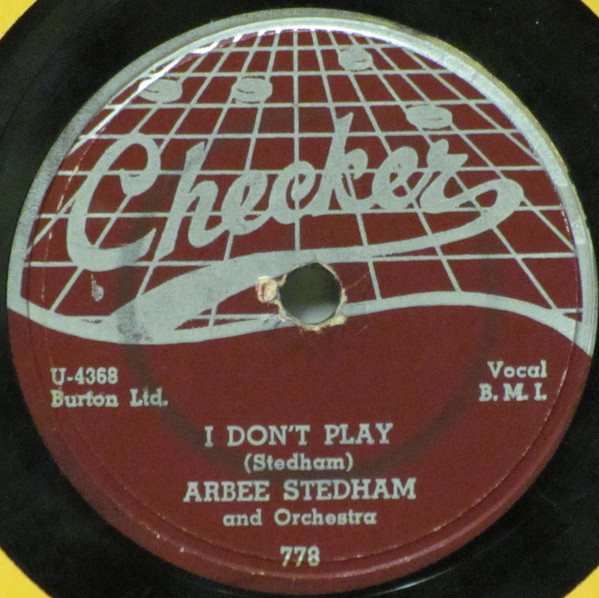 Checker
U-4368
Burton Ltd.
Vocal
B. M. I.
I DON'T PLAY
(Stedham)
ARBEE STEDHAM
and Orchestra
778